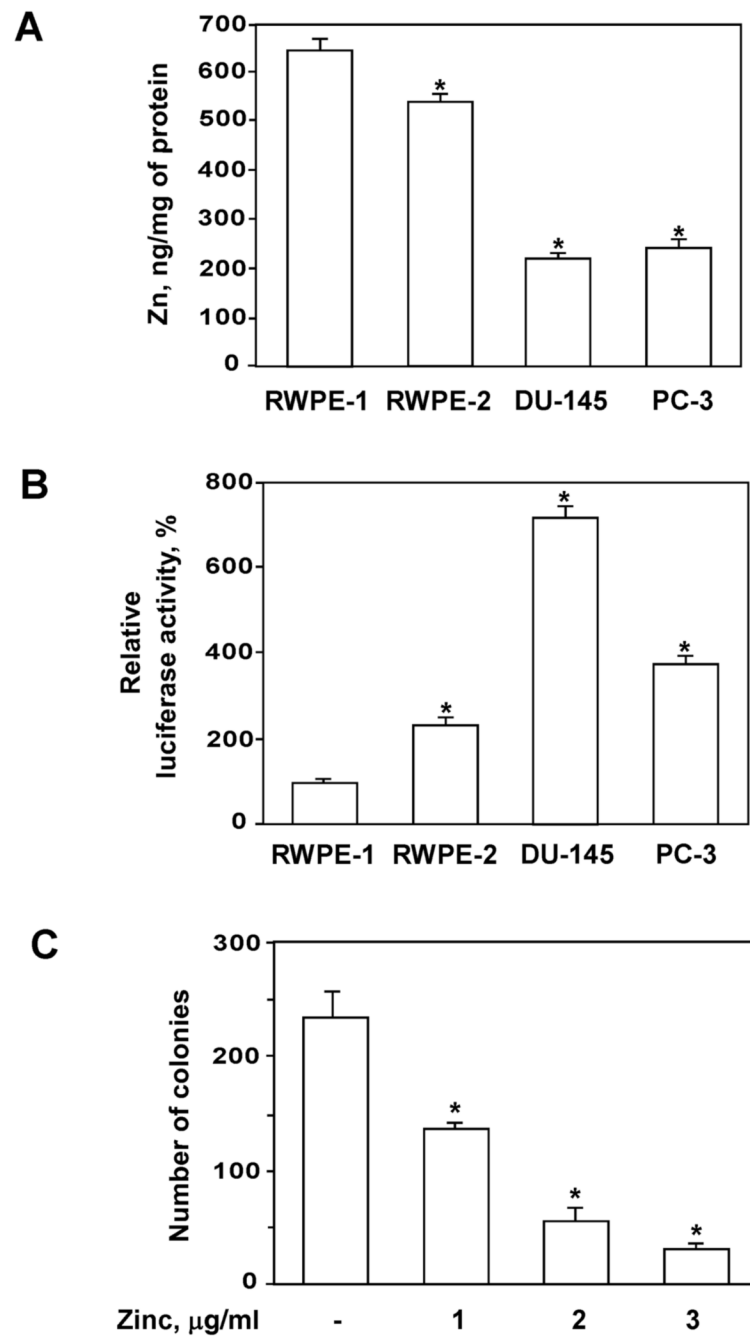 A
Zn, ng/mg of protein
700
600
500
400
300
200
100
0
*
*
*
RWPE-1 RWPE-2 DU-145 PC-3
B
Relative
luciferase activity, %
800
600
400
200
0
*
*
*
RWPE-1 RWPE-2 DU-145 PC-3
C
Number of colonies
300
200
100
0
*
*
*
Zinc, μg/ml - 1 2 3